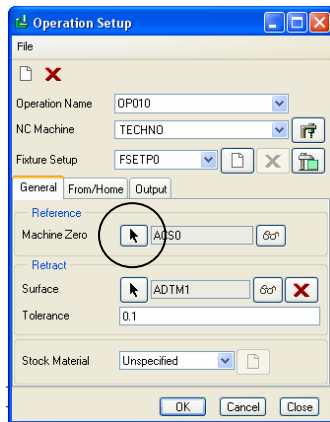 Operation Setup
File
Operation Name OP010
NC Machine TECHNO
Fixture Setup FSETP0
General From/Home Output
Reference
Machine Zero ACS0
Retract
Surface ADTM1
Tolerance 0.1
Stock Material Unspecified
OK Cancel Close